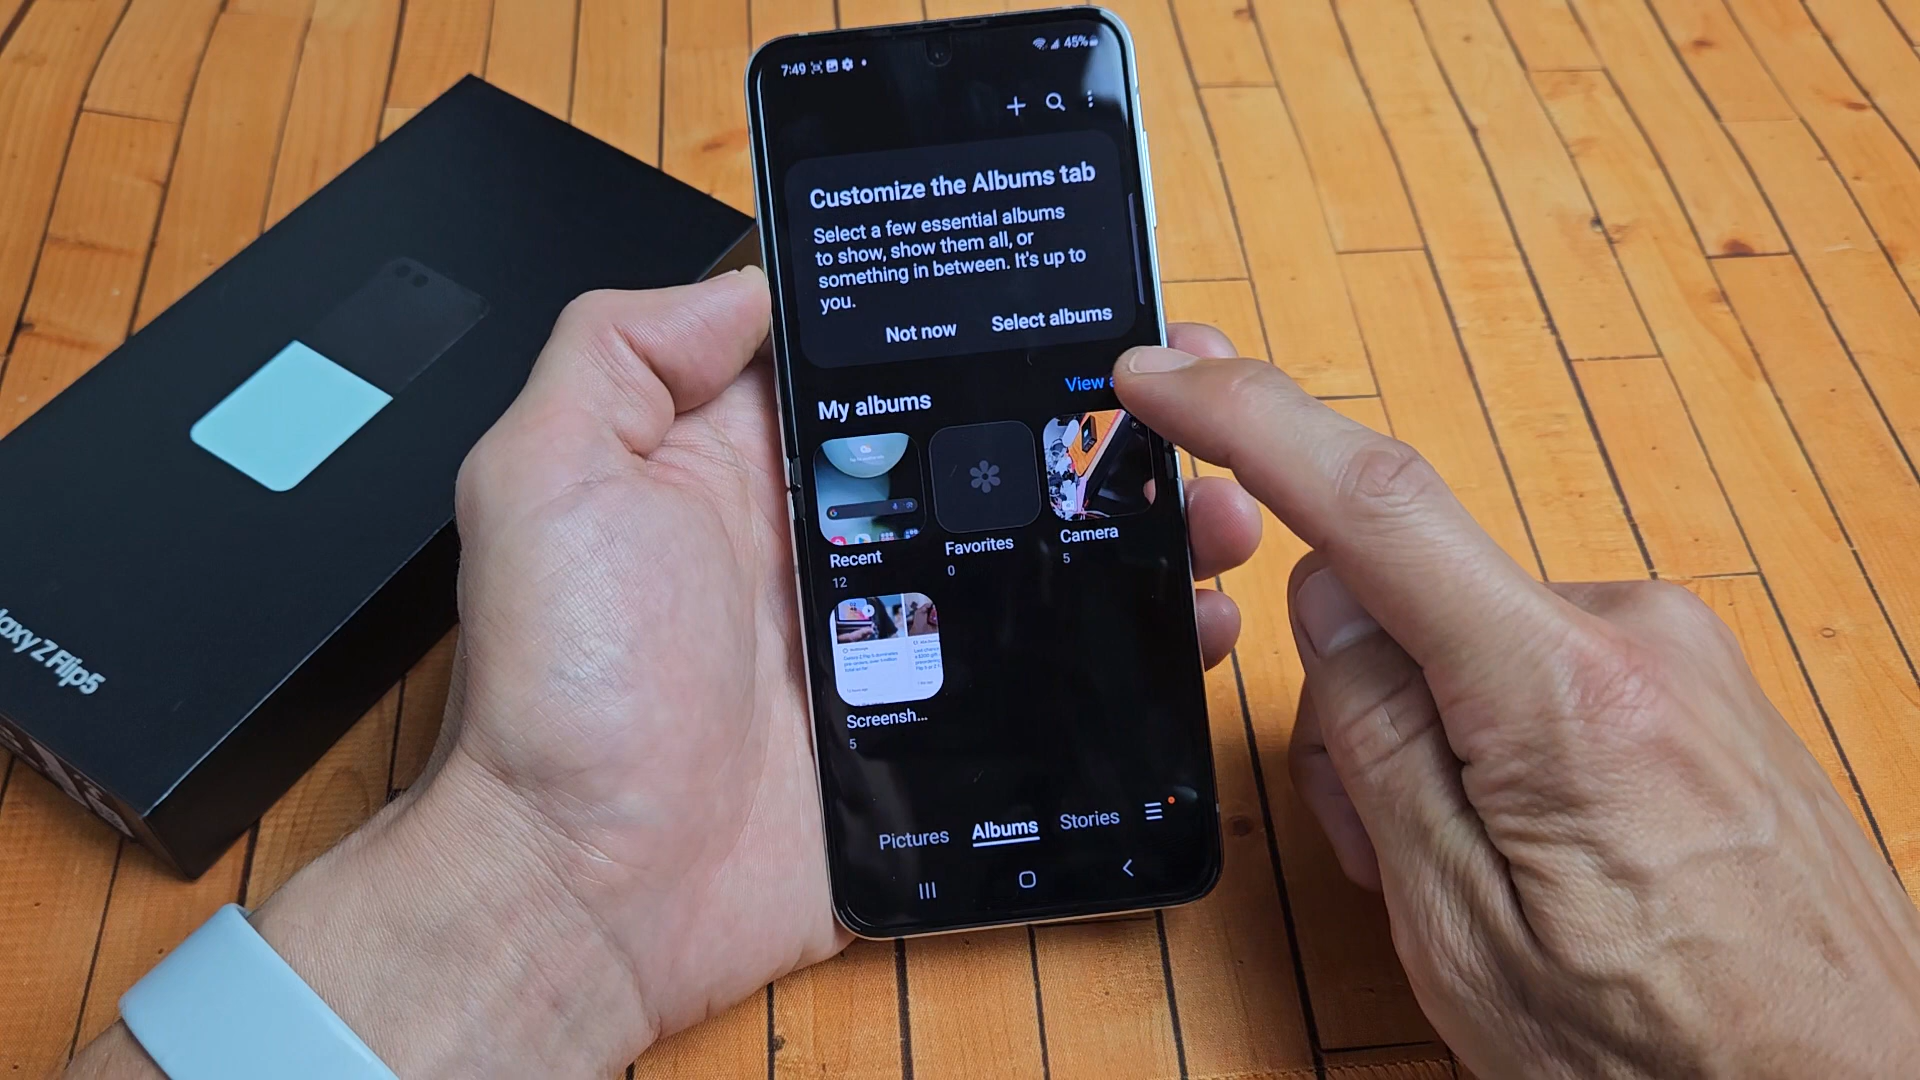 7:49
45%
Customize the Albums tab
Select a few essential albums
to show, show them all, or
something in between. It's up to
you.
Not now Select albums
My albums
View
Recent
12
Favorites
0
Camera
5
Screensh...
5
Pictures Albums Stories
Z Flip5